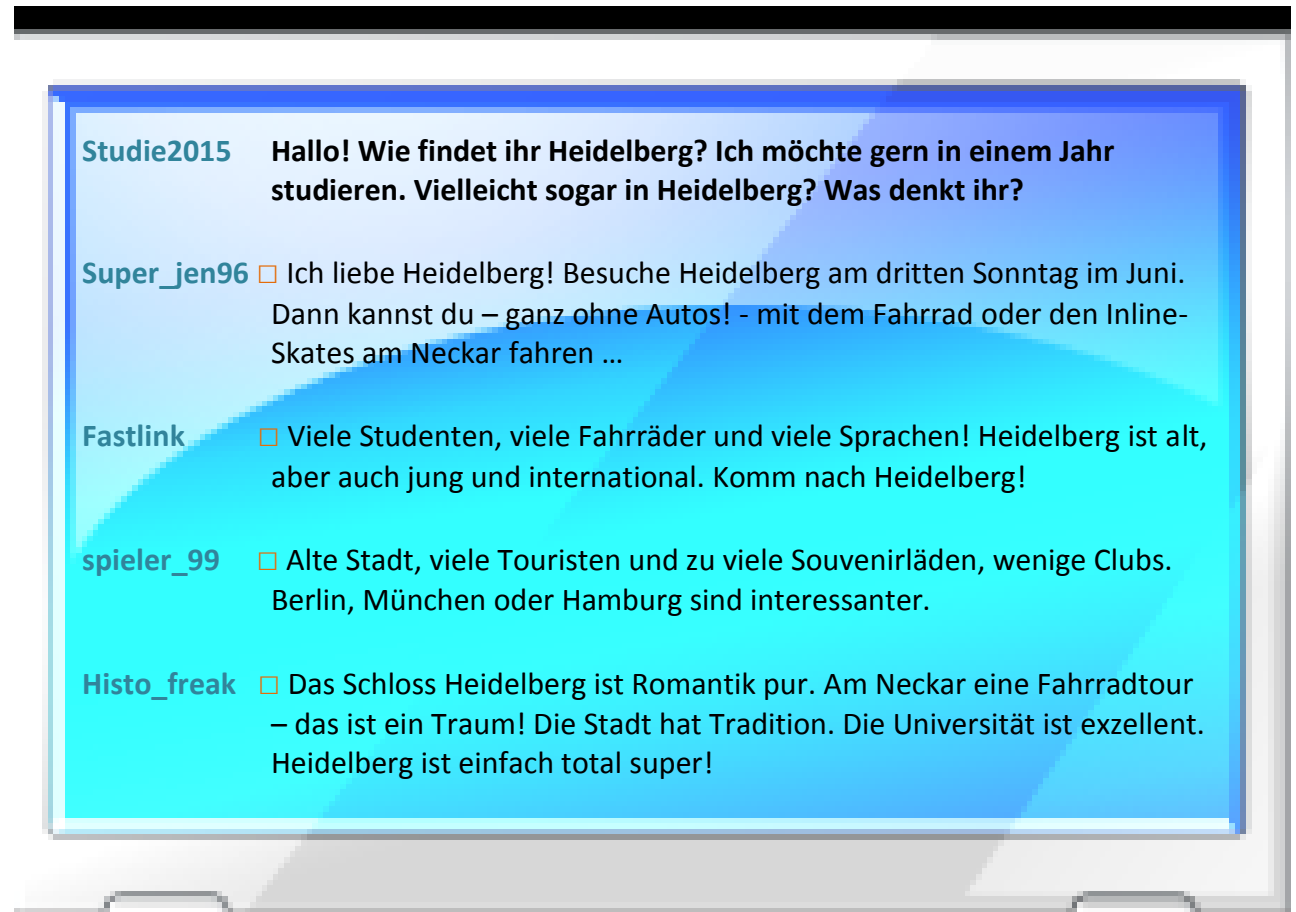 Studie2015 Hallo! Wie findet ihr Heidelberg? Ich möchte gern in einem Jahr
studieren. Vielleicht sogar in Heidelberg? Was denkt ihr?
Super_jen96 □ Ich liebe Heidelberg! Besuche Heidelberg am dritten Sonntag im Juni.
Dann kannst du – ganz ohne Autos! - mit dem Fahrrad oder den Inline-
Skates am Neckar fahren …
Fastlink □ Viele Studenten, viele Fahrräder und viele Sprachen! Heidelberg ist alt,
aber auch jung und international. Komm nach Heidelberg!
spieler_99 □ Alte Stadt, viele Touristen und zu viele Souvenirläden, wenige Clubs.
Berlin, München oder Hamburg sind interessanter.
Histo_freak □ Das Schloss Heidelberg ist Romantik pur. Am Neckar eine Fahrradtour
– das ist ein Traum! Die Stadt hat Tradition. Die Universität ist exzellent.
Heidelberg ist einfach total super!